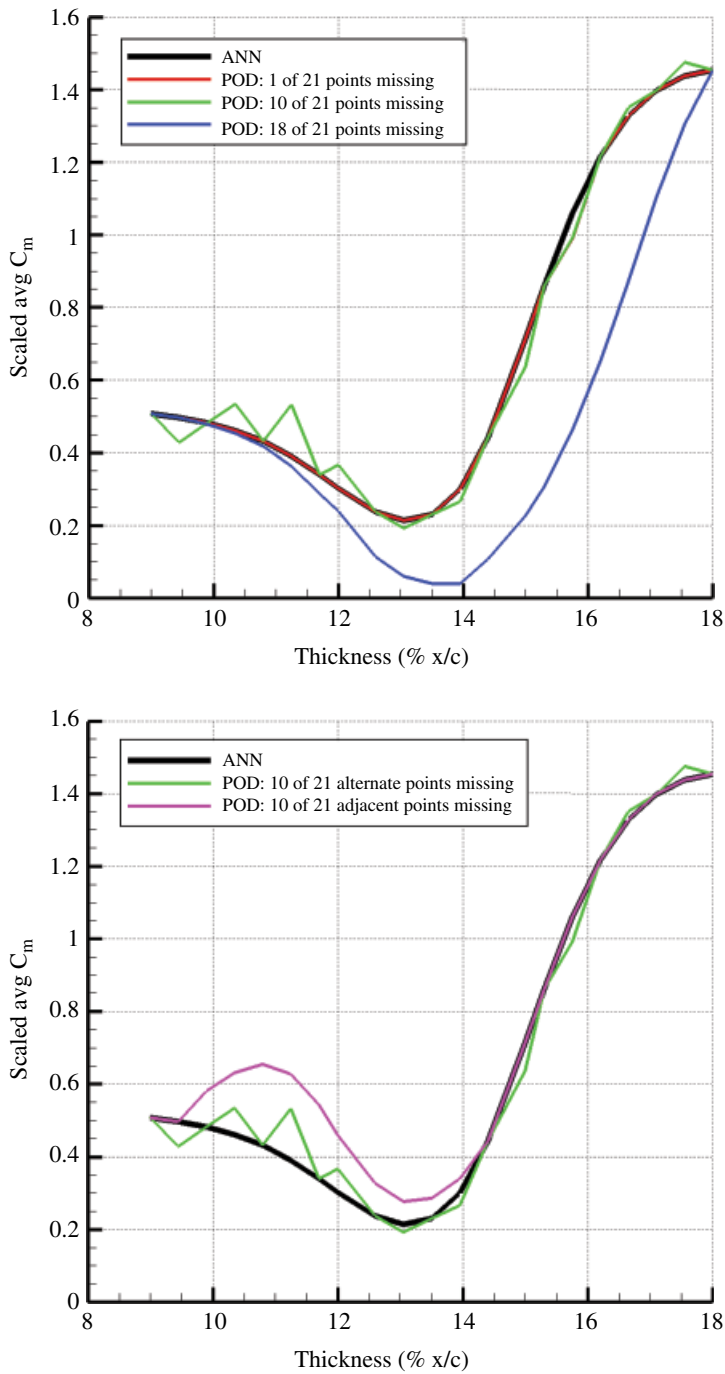 1.6
1.4
1.2
1
0.8
0.6
0.4
0.2
0
Scaled avg Cm
ANN
POD: 1 of 21 points missing
POD: 10 of 21 points missing
POD: 18 of 21 points missing
8 10 12 14 16 18
Thickness (% x/c)
1.6
1.4
1.2
1
0.8
0.6
0.4
0.2
0
Scaled avg Cm
ANN
POD: 10 of 21 alternate points missing
POD: 10 of 21 adjacent points missing
8 10 12 14 16 18
Thickness (% x/c)